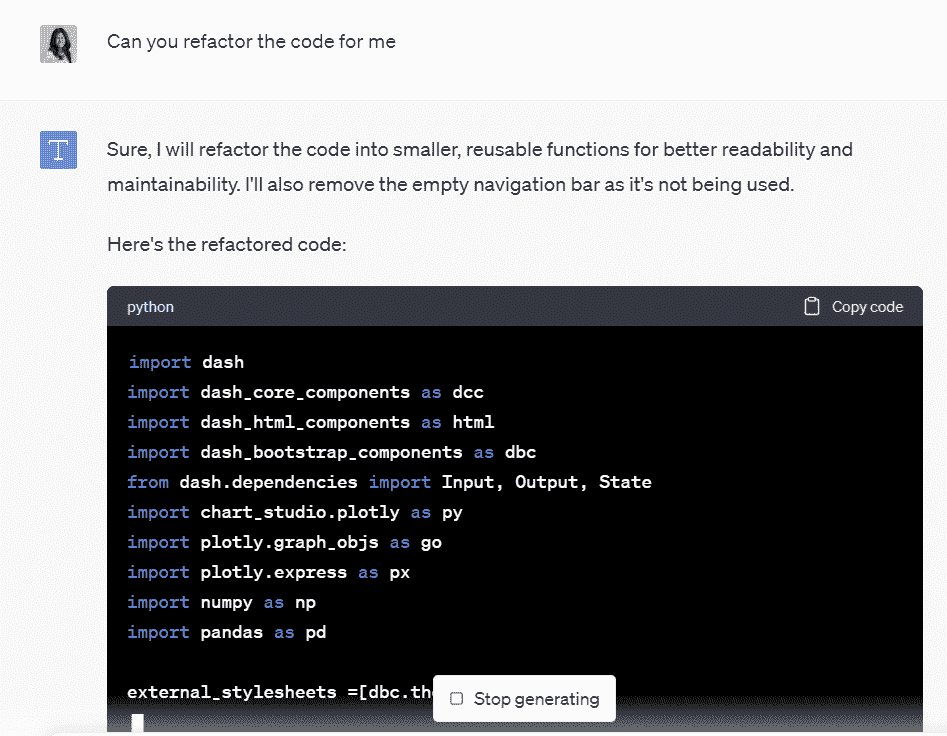 Can you refactor the code for me
T
Sure, I will refactor the code into smaller, reusable functions for better readability and
maintainability. I'll also remove the empty navigation bar as it's not being used.
Here's the refactored code:
python
Copy code
import dash
import dash_core_components as dcc
import dash_html_components as html
import dash_bootstrap_components as dbc
from dash.dependencies import Input, Output, State
import chart_studio.plotly as py
import plotly.graph_objs as go
import plotly.express as px
import numpy as np
import pandas as pd
external_stylesheets =[dbc.th
Stop generating